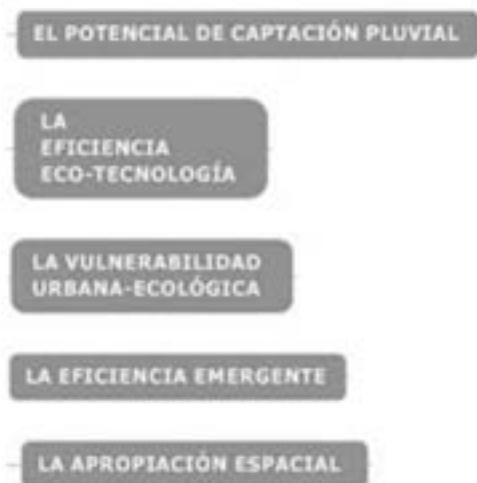 EL POTENCIAL DE CAPTACIÓN PLUVIAL
LA
EFICIENCIA
ECO-TECNOLOGÍA
LA VULNERABILIDAD
URBANA-ECOLÓGICA
LA EFICIENCIA EMERGENTE
LA APROPIACIÓN ESPACIAL